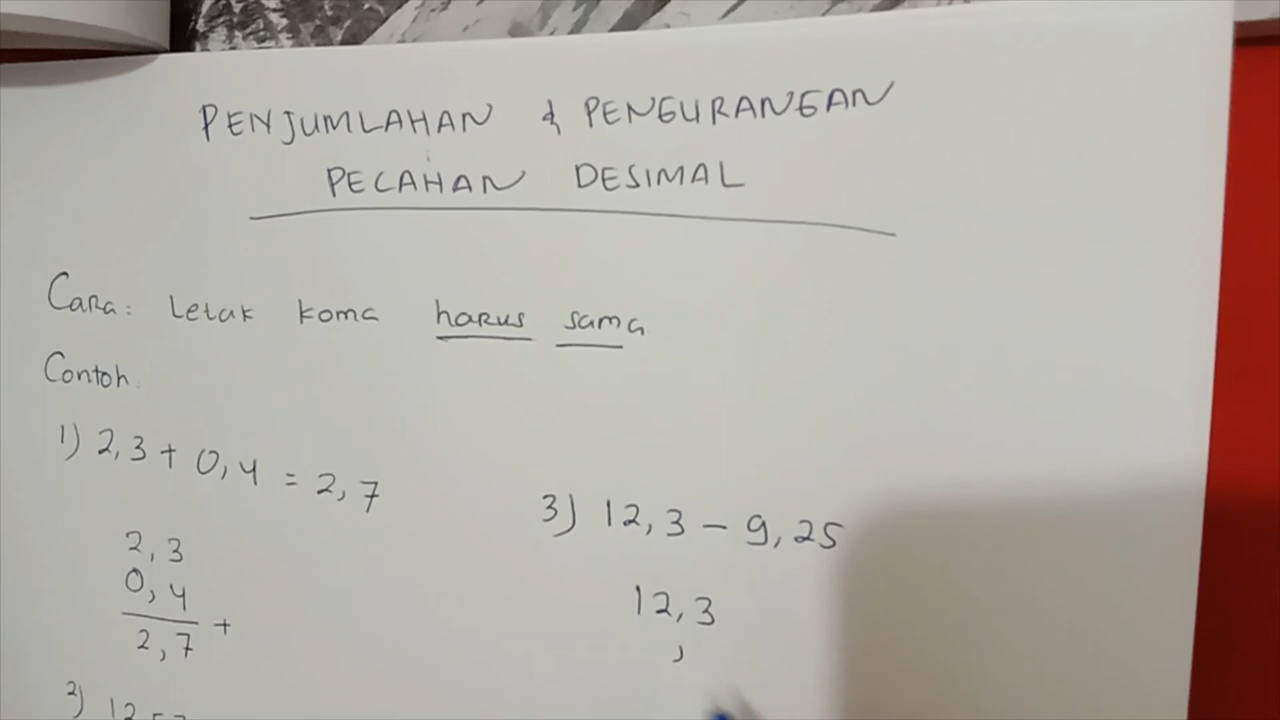 PENJUMLAHAN & PENGURANGAN
PECAHAN DESIMAL
Cara: Letak koma harus sama
Contoh.
1) 2,3 + 0,4 = 2,7
2,3
0,4
+
2,7
2)
3) 12,3 - 9,25
12,3
,